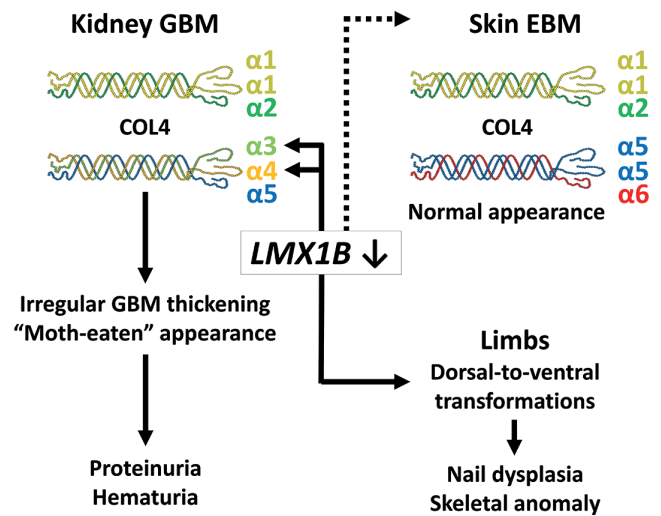 Kidney GBM
α1
α1
α2
COL4
α3
α4
α5
Irregular GBM thickening
“Moth-eaten” appearance
Proteinuria
Hematuria
LMX1B ↓
Skin EBM
α1
α1
α2
COL4
α5
α5
α6
Normal appearance
Limbs
Dorsal-to-ventral
transformations
Nail dysplasia
Skeletal anomaly